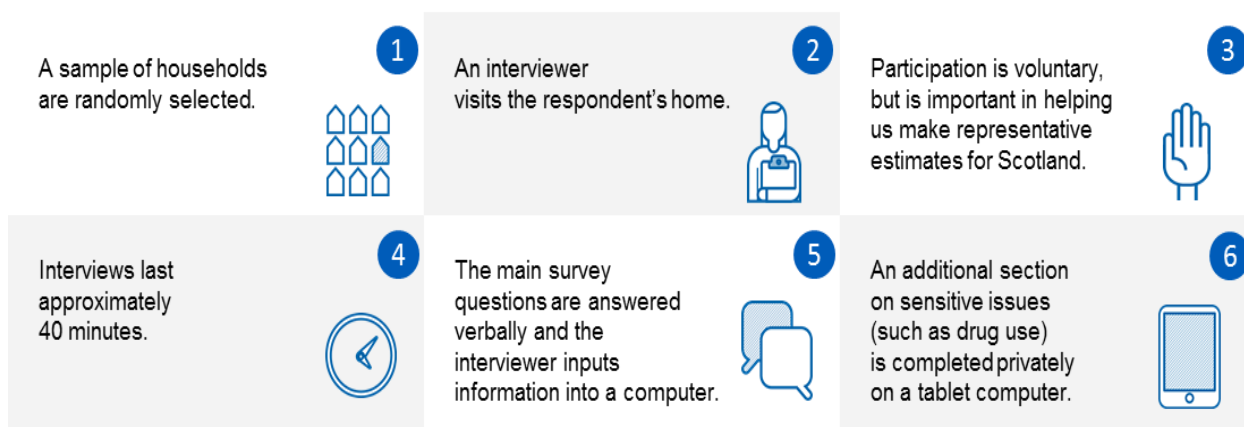 1
A sample of households
are randomly selected.
2
An interviewer
visits the respondent's home.
3
Participation is voluntary,
but is important in helping
us make representative
estimates for Scotland.
4
Interviews last
approximately
40 minutes.
5
The main survey
questions are answered
verbally and the
interviewer inputs
information into a computer.
6
An additional section
on sensitive issues
(such as drug use)
is completed privately
on a tablet computer.